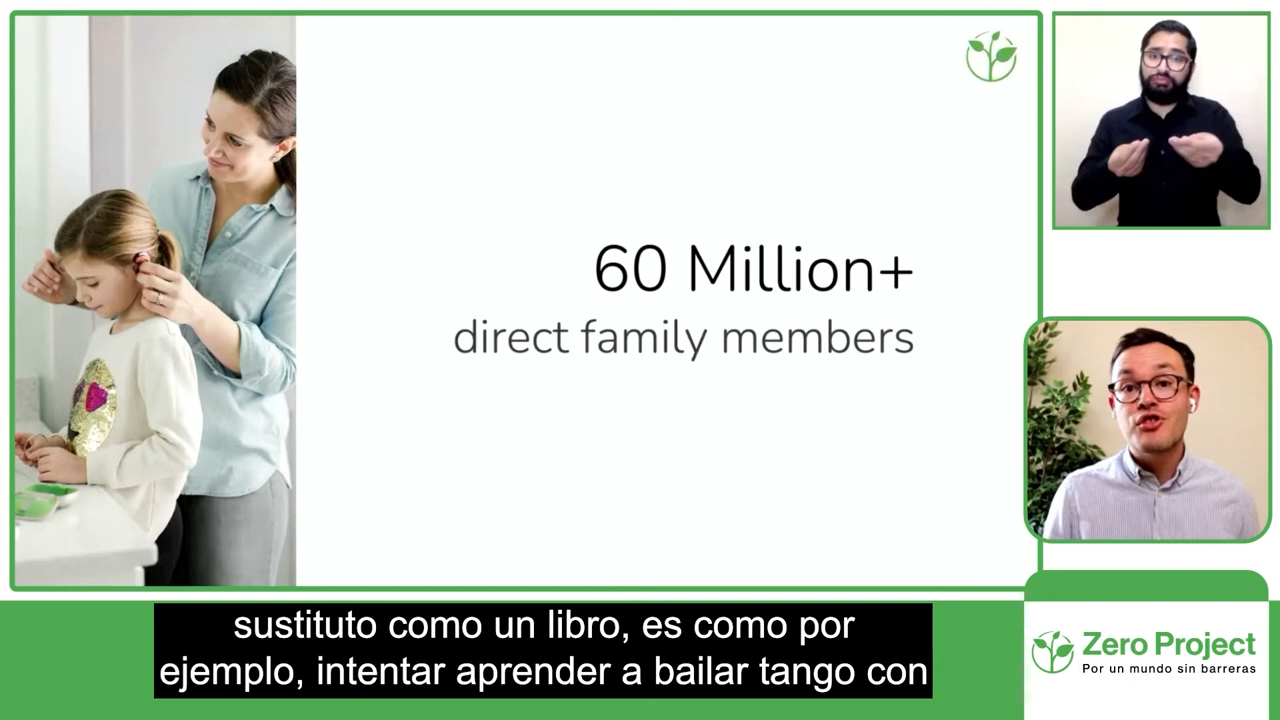 60 Million+
direct family members
sustituto como un libro, es como por
ejemplo, intentar aprender a bailar tango con
Zero Project
Por un mundo sin barreras